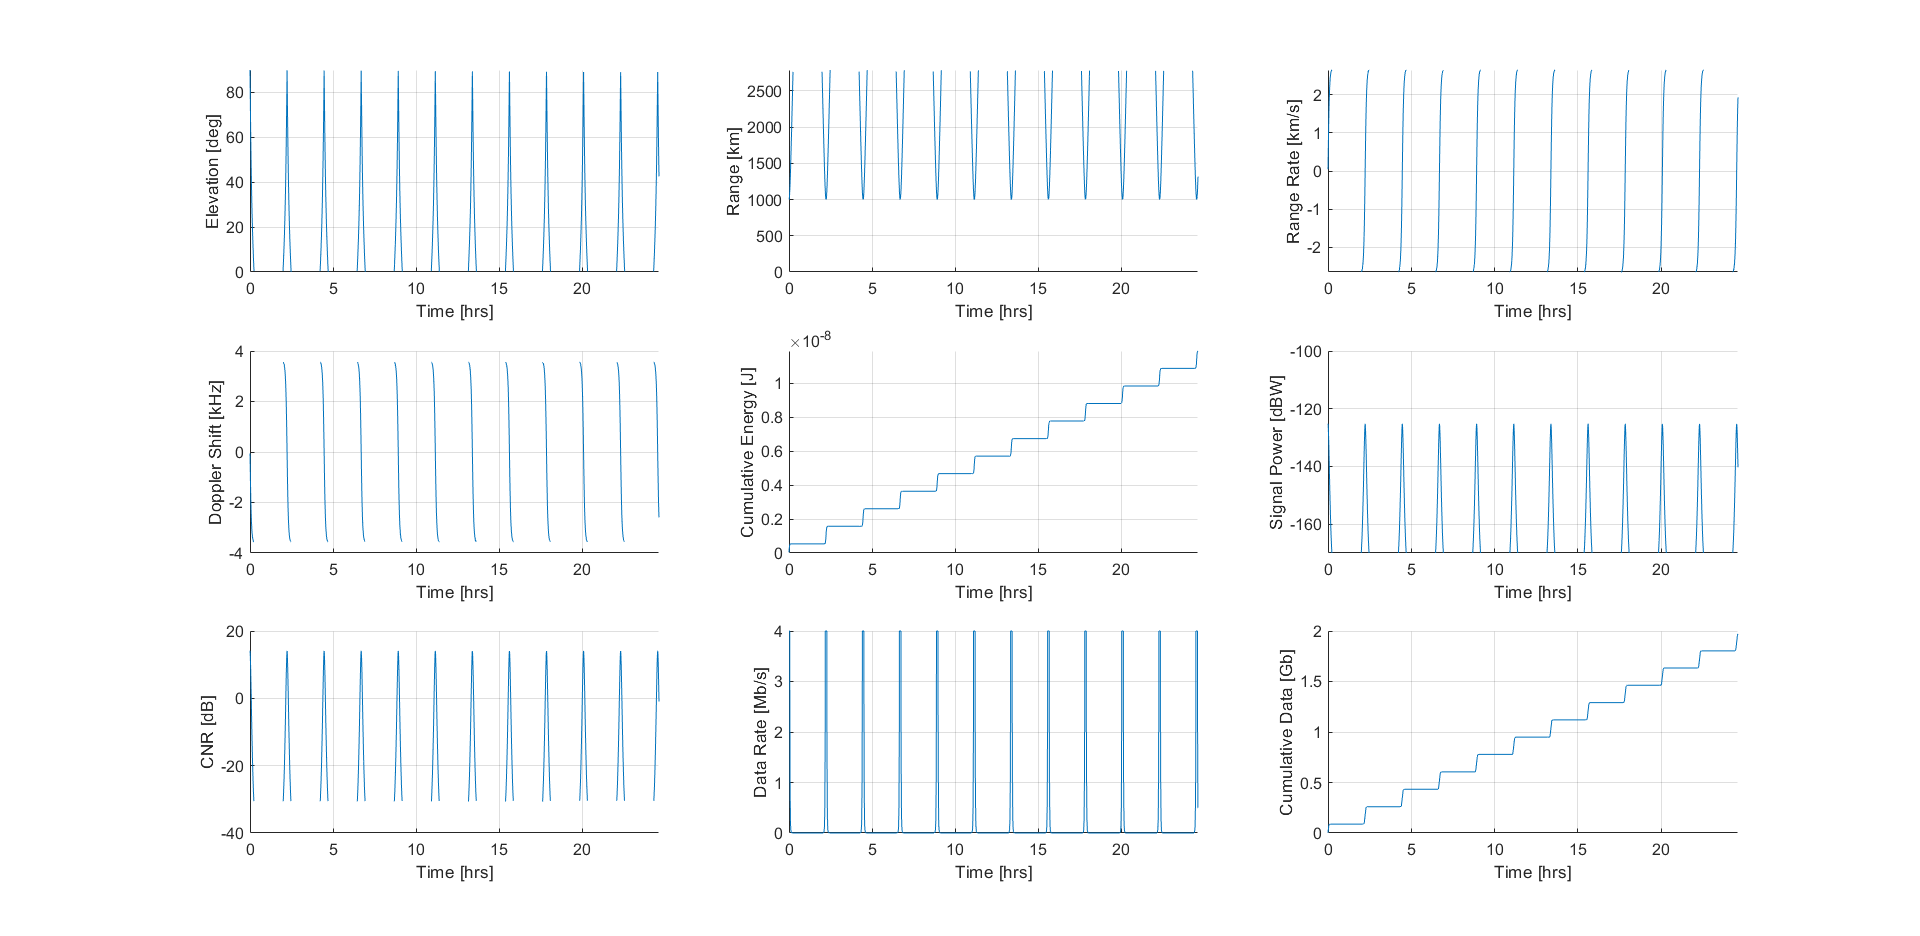 Elevation [deg]
80
60
40
20
0
0 5 10 15 20
Time [hrs]
Range [km]
2500
2000
1500
1000
500
0
0 5 10 15 20
Time [hrs]
Range Rate [km/s]
2
1
0
-1
-2
0 5 10 15 20
Time [hrs]
Doppler Shift [kHz]
4
2
0
-2
-4
0 5 10 15 20
Time [hrs]
×10-8
Cumulative Energy [J]
1
0.8
0.6
0.4
0.2
0
0 5 10 15 20
Time [hrs]
Signal Power [dBW]
-100
-120
-140
-160
0 5 10 15 20
Time [hrs]
CNR [dB]
20
0
-20
-40
0 5 10 15 20
Time [hrs]
Data Rate [Mb/s]
4
3
2
1
0
0 5 10 15 20
Time [hrs]
Cumulative Data [Gb]
2
1.5
1
0.5
0
0 5 10 15 20
Time [hrs]